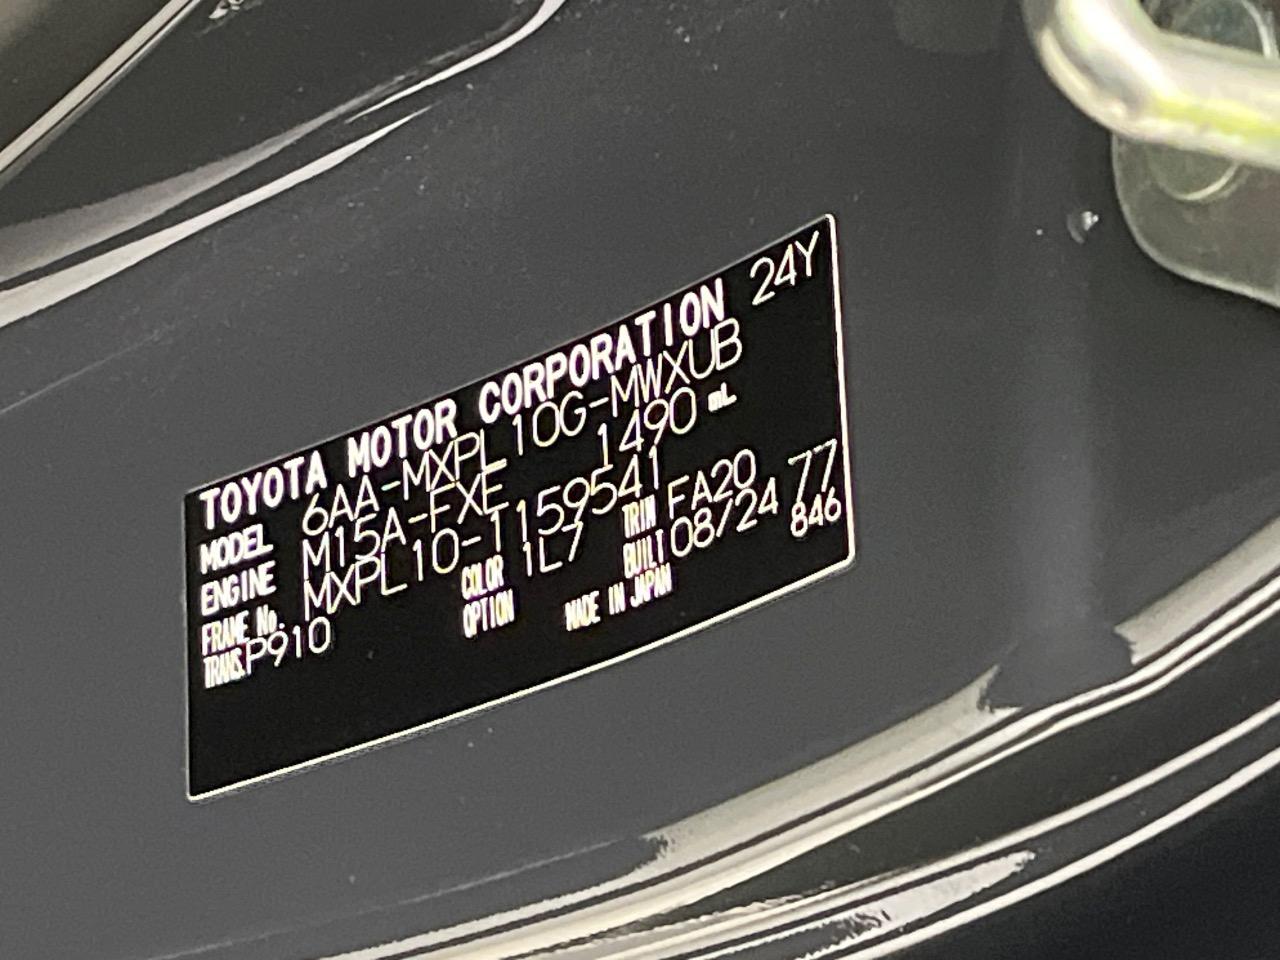 TOYOTA MOTOR CORPORATION 24Y
MODEL 6AA-MXPL10G-MWXUB
ENGINE M15A-FXE 1490 mL
FRAME No. MXPL10-1159541
TRANS. P910 COLOR 1L7 TRIM FA20 77
OPTION BUILT 08/24 846
MADE IN JAPAN